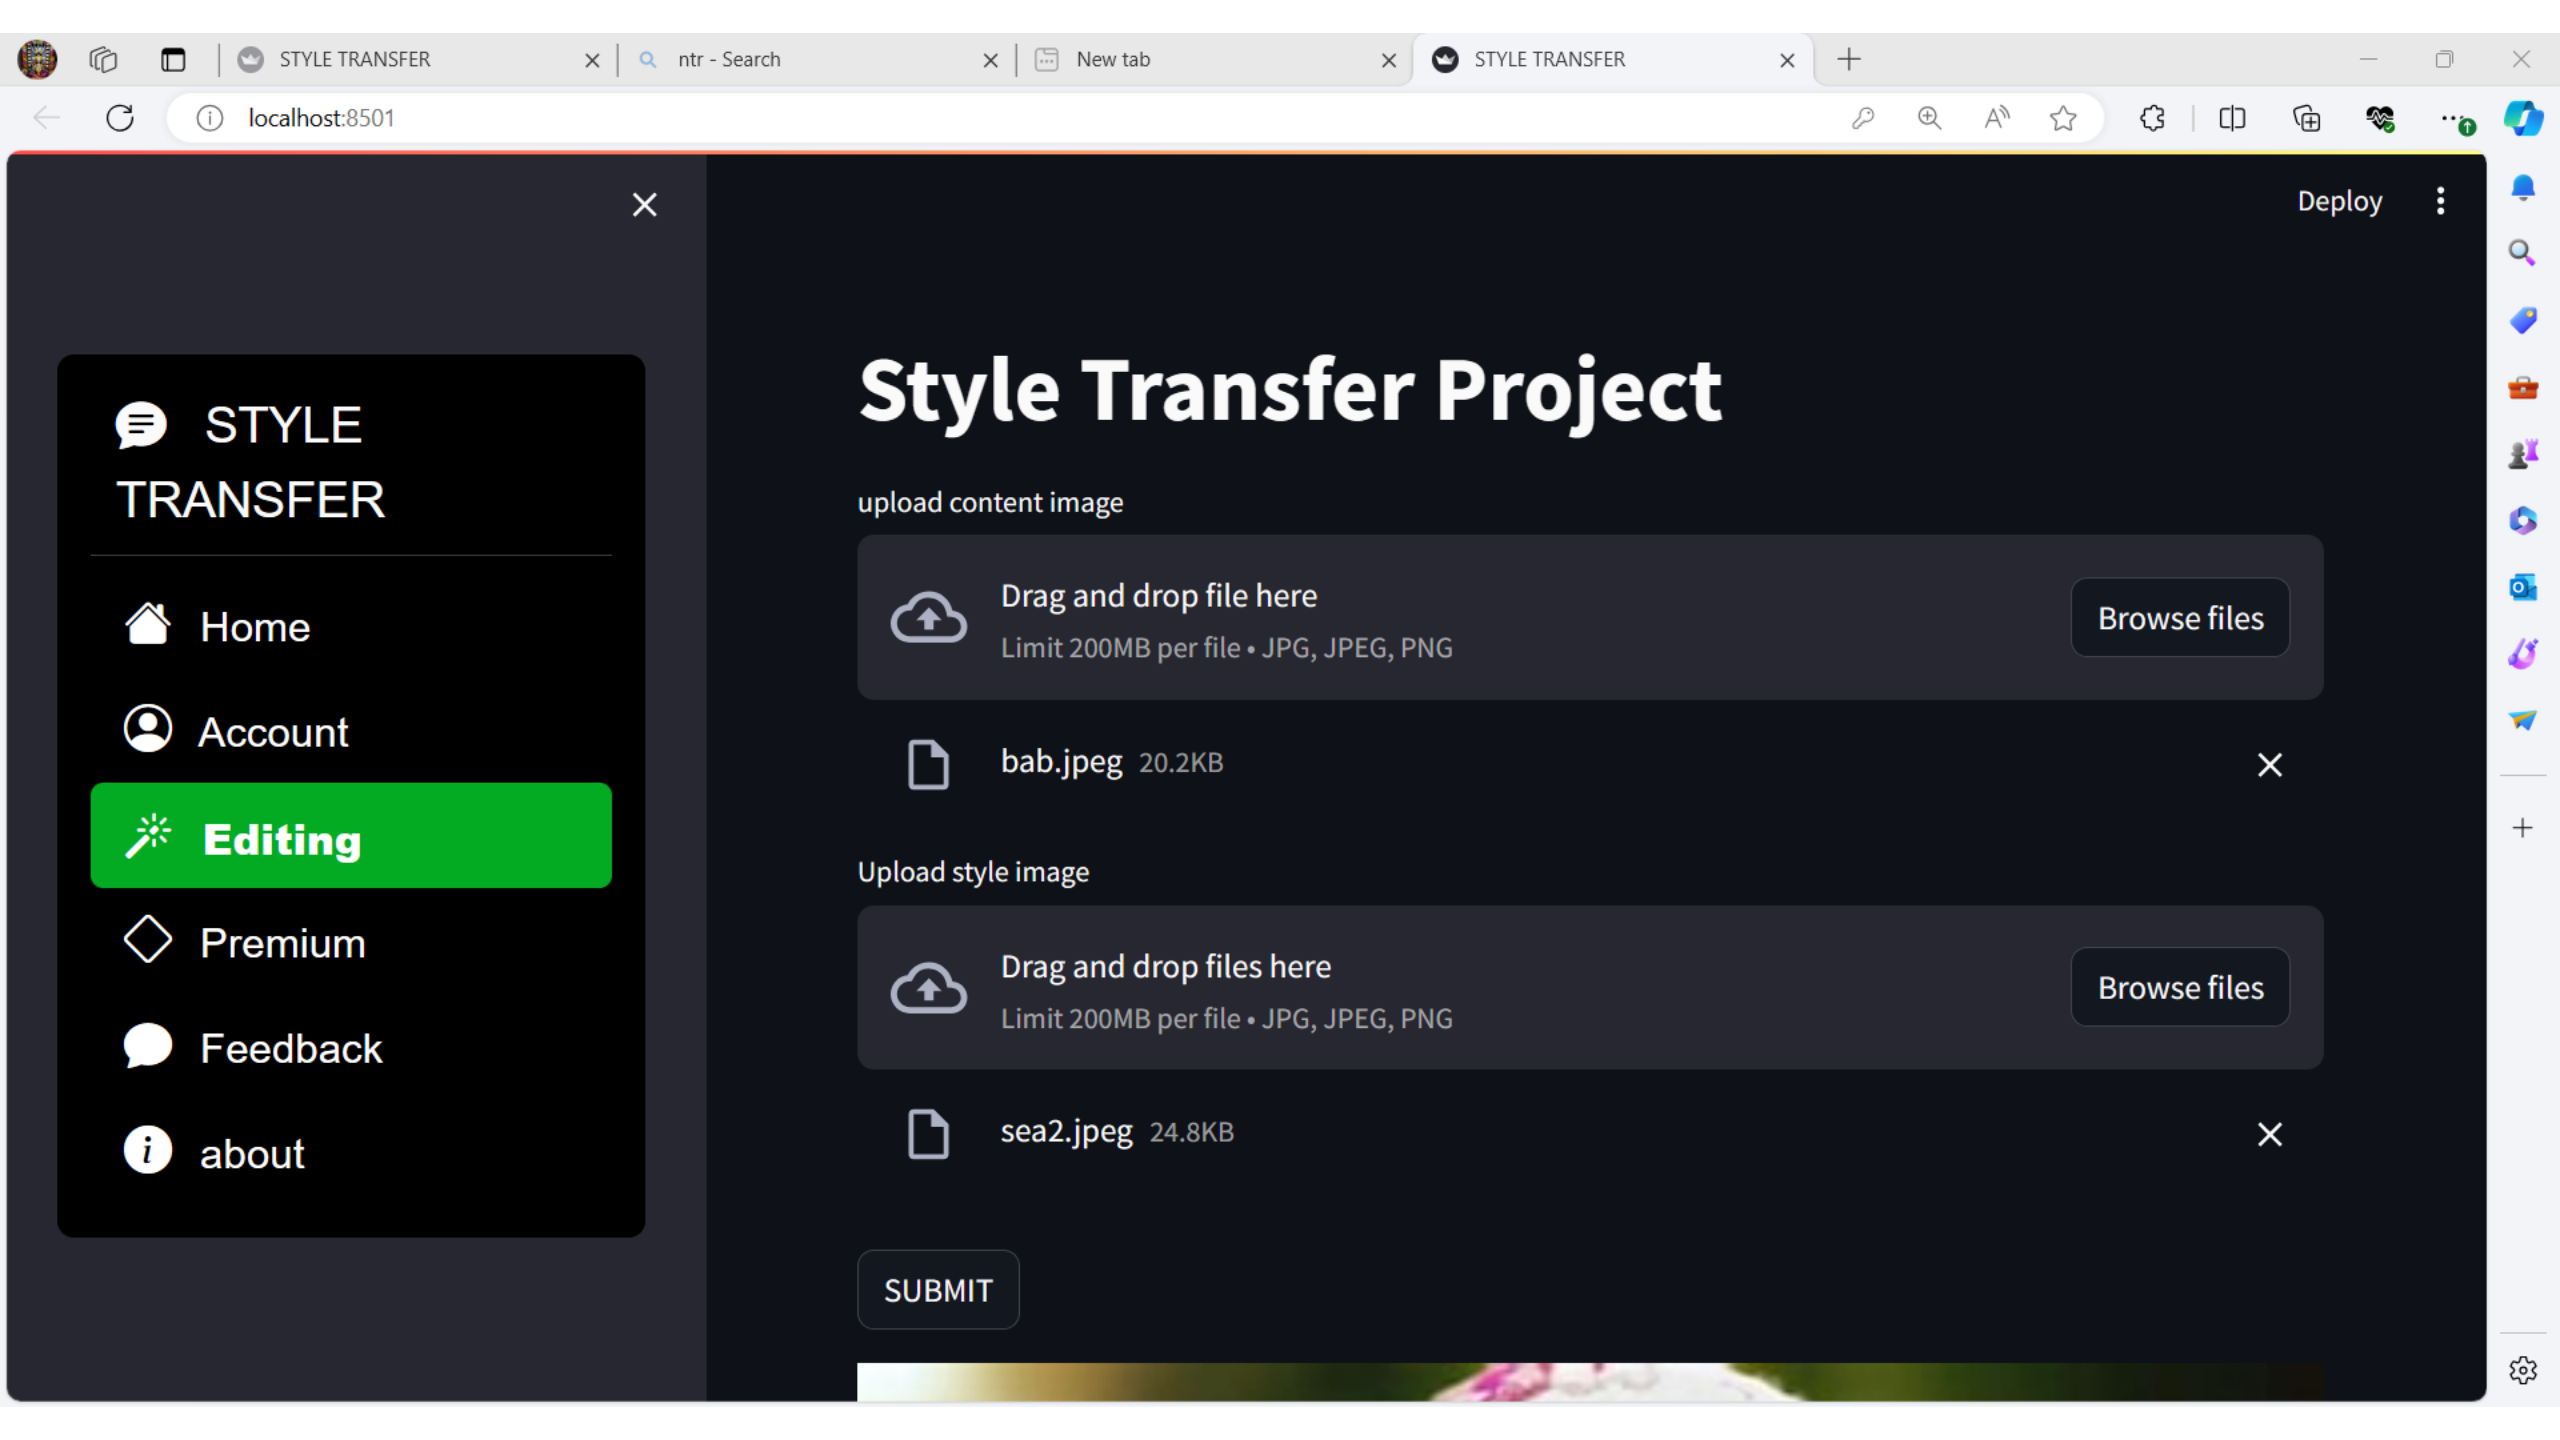 STYLE TRANSFER
ntr - Search
New tab
STYLE TRANSFER
localhost:8501
Deploy
STYLE
TRANSFER
Home
Account
Editing
Premium
Feedback
about
Style Transfer Project
upload content image
Drag and drop file here
Limit 200MB per file • JPG, JPEG, PNG
Browse files
bab.jpeg 20.2KB
Upload style image
Drag and drop files here
Limit 200MB per file • JPG, JPEG, PNG
Browse files
sea2.jpeg 24.8KB
SUBMIT